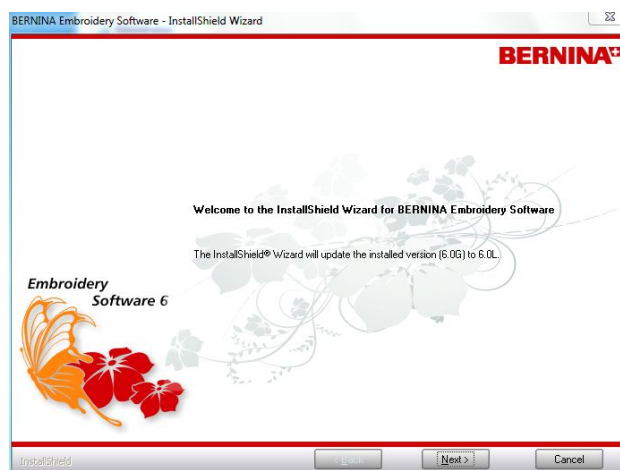 BERNINA Embroidery Software - InstallShield Wizard
BERNINA
Welcome to the InstallShield Wizard for BERNINA Embroidery Software
The InstallShield® Wizard will update the installed version (6.0G) to 6.0L.
Embroidery
Software 6
InstallShield
< Back
Next >
Cancel